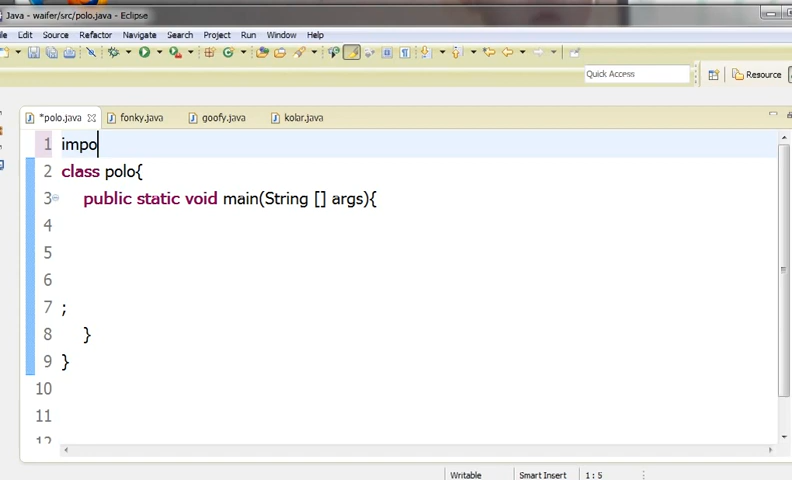 Java - waifer/src/polo.java - Eclipse
Edit Source Refactor Navigate Search Project Run Window Help
Quick Access
Resource
*polo.java fonky.java goofy.java kolar.java
1 impo
2 class polo{
3 public static void main(String [] args){
4
5
6
7 ;
8 }
9 }
10
11
12
Writable Smart Insert 1 : 5